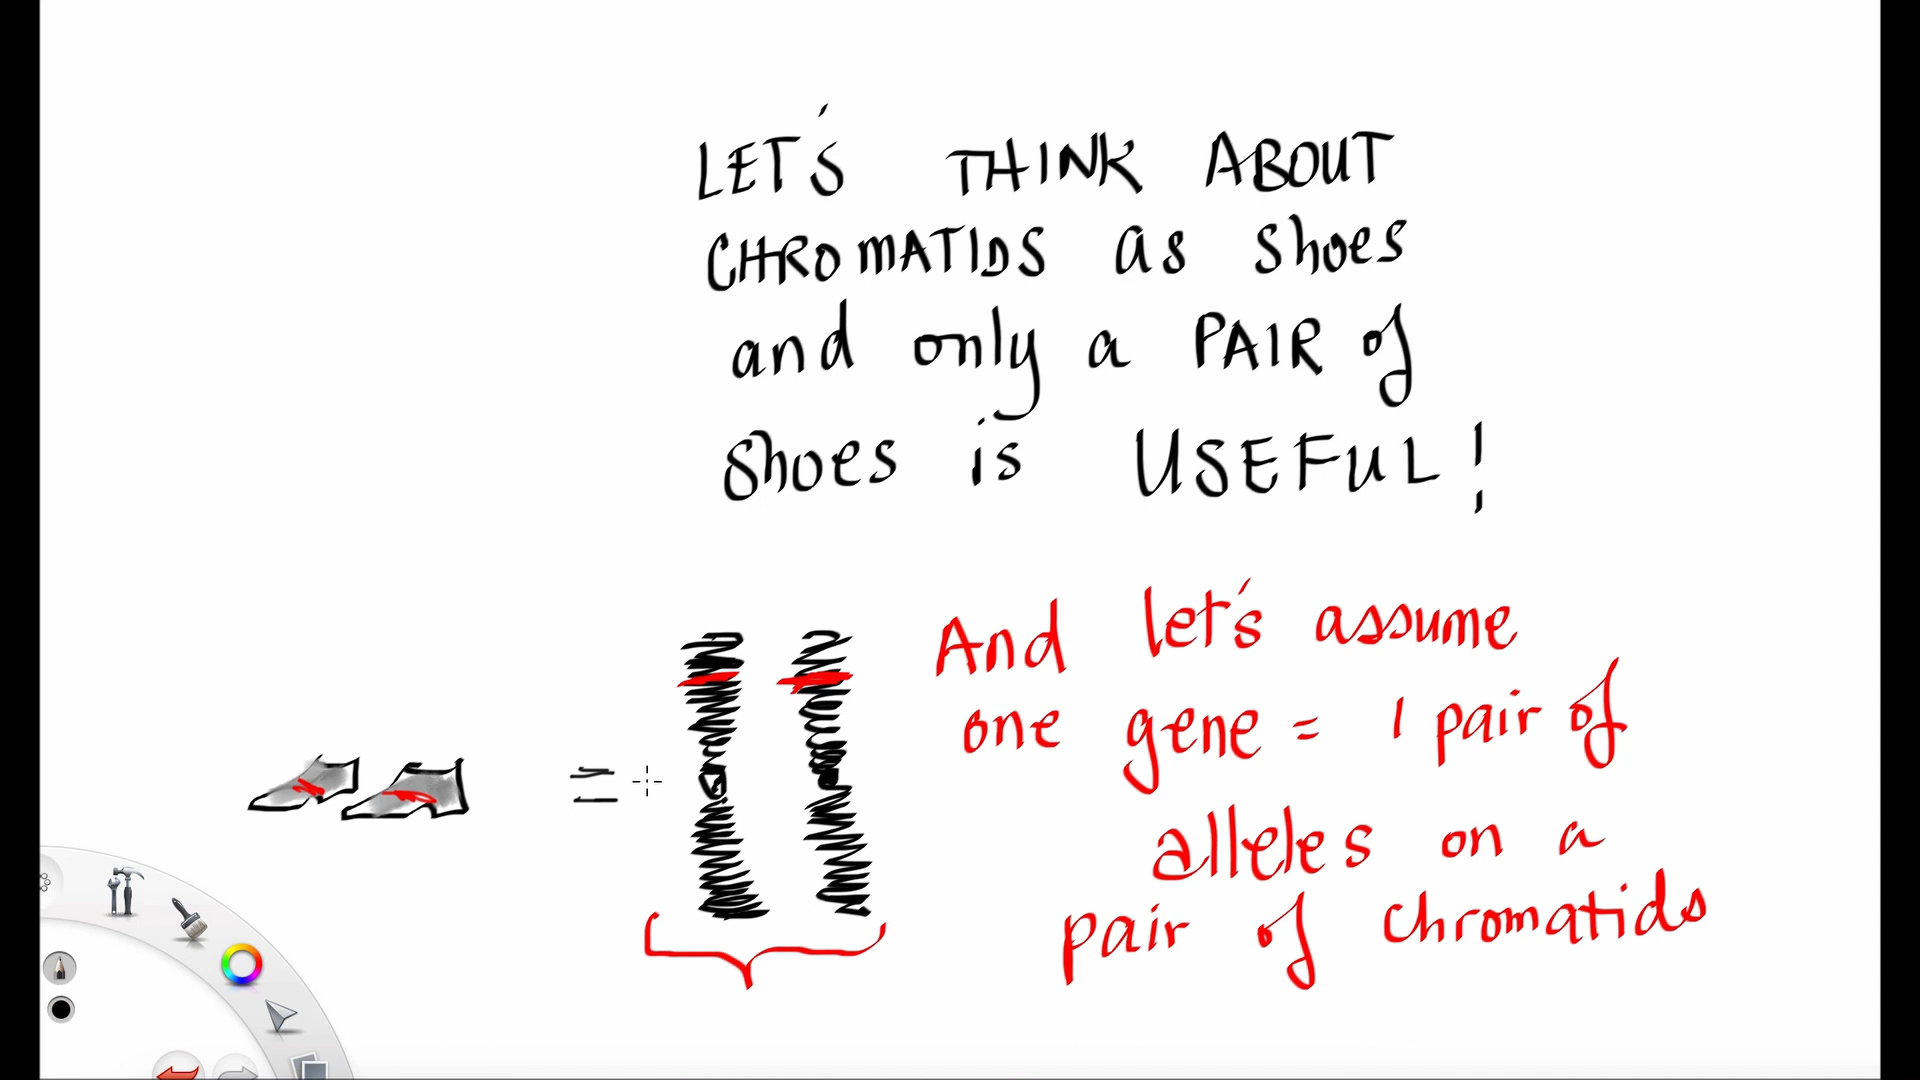 LET'S THINK ABOUT
CHROMATIDS as shoes
and only a PAIR of
shoes is USEFUL!
And let's assume
one gene = 1 pair of
alleles on a
pair of chromatids
=